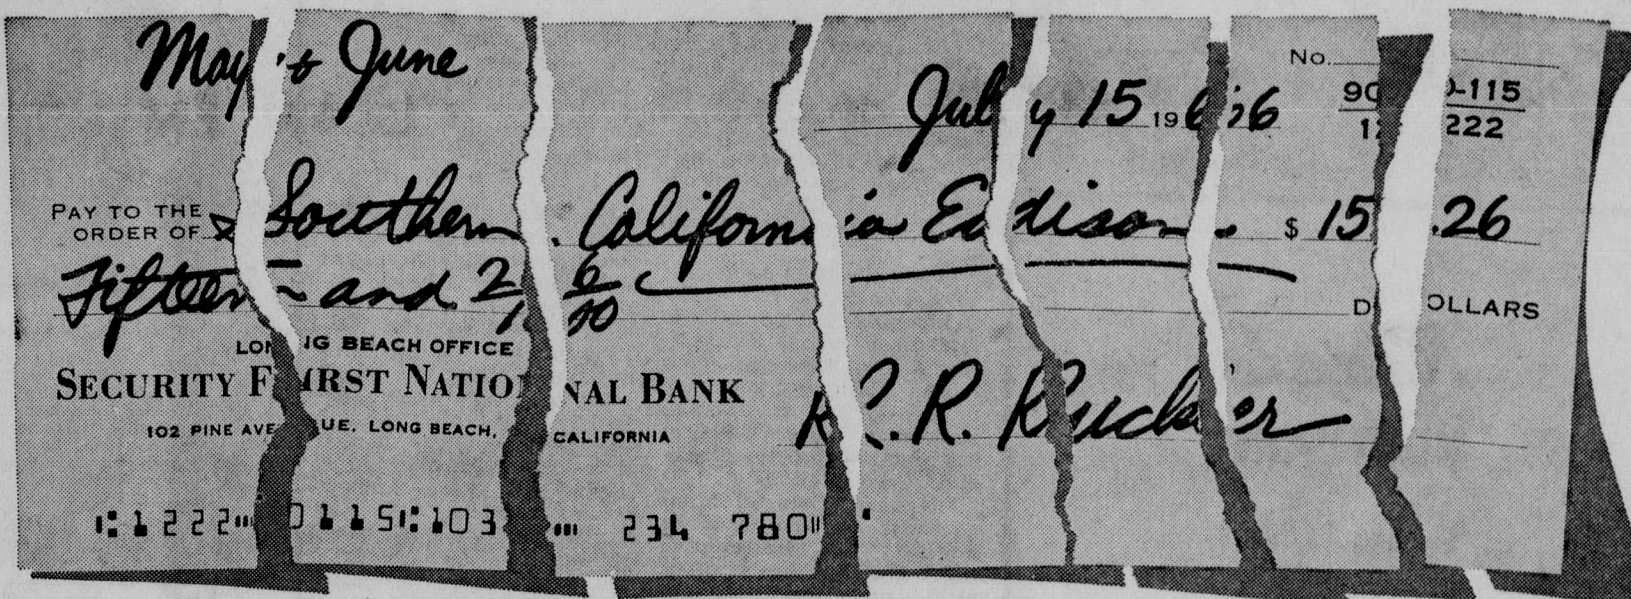 May & June
No.
July 15 1966
90-115
1222
PAY TO THE
ORDER OF Southern California Edison $ 15.26
Fifteen and 26/100
DOLLARS
LONG BEACH OFFICE
SECURITY FIRST NATIONAL BANK
102 PINE AVENUE, LONG BEACH, CALIFORNIA
R. R. Rucker
⑆1222⑉0115⑆103⑉ 234 780⑈